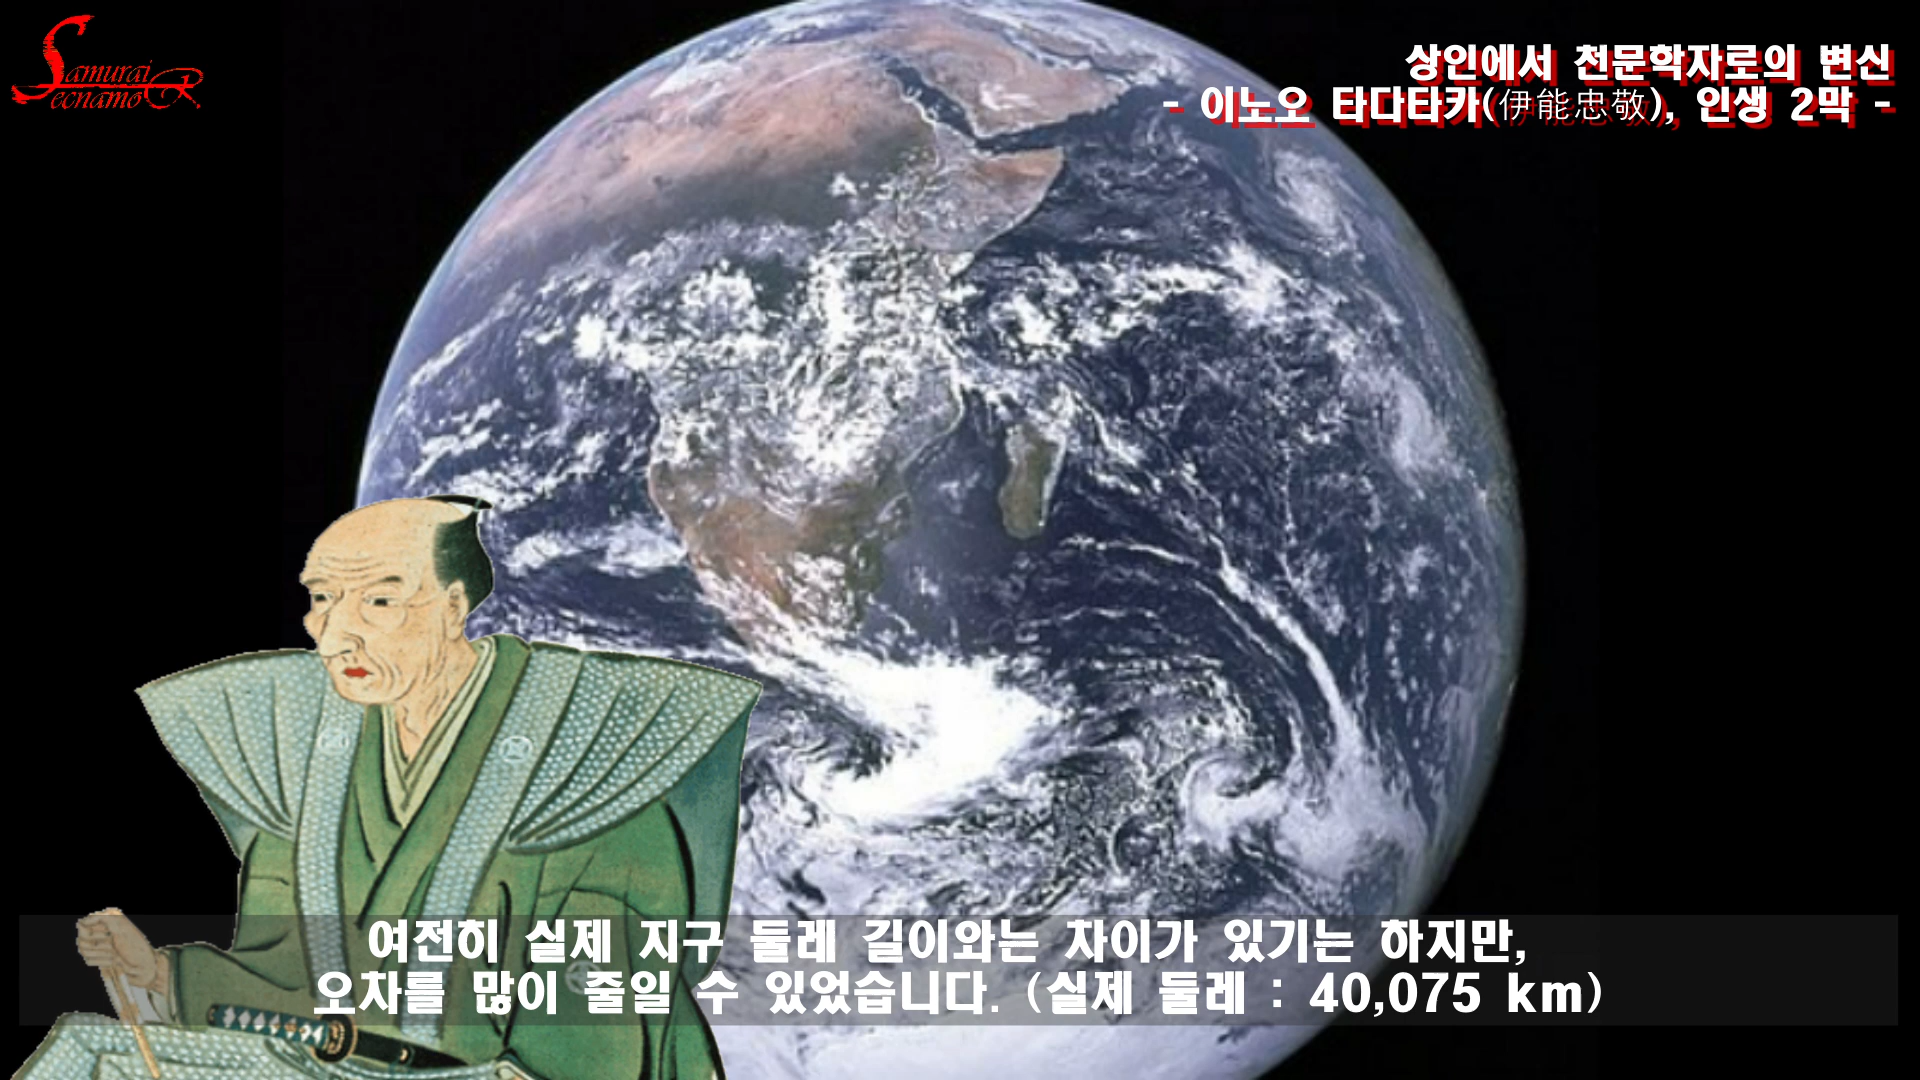 Samurai
Secnamo R.
상인에서 천문학자로의 변신
- 이노오 타다타카(伊能忠敬), 인생 2막 -
여전히 실제 지구 둘레 길이와는 차이가 있기는 하지만,
오차를 많이 줄일 수 있었습니다. (실제 둘레 : 40,075 km)